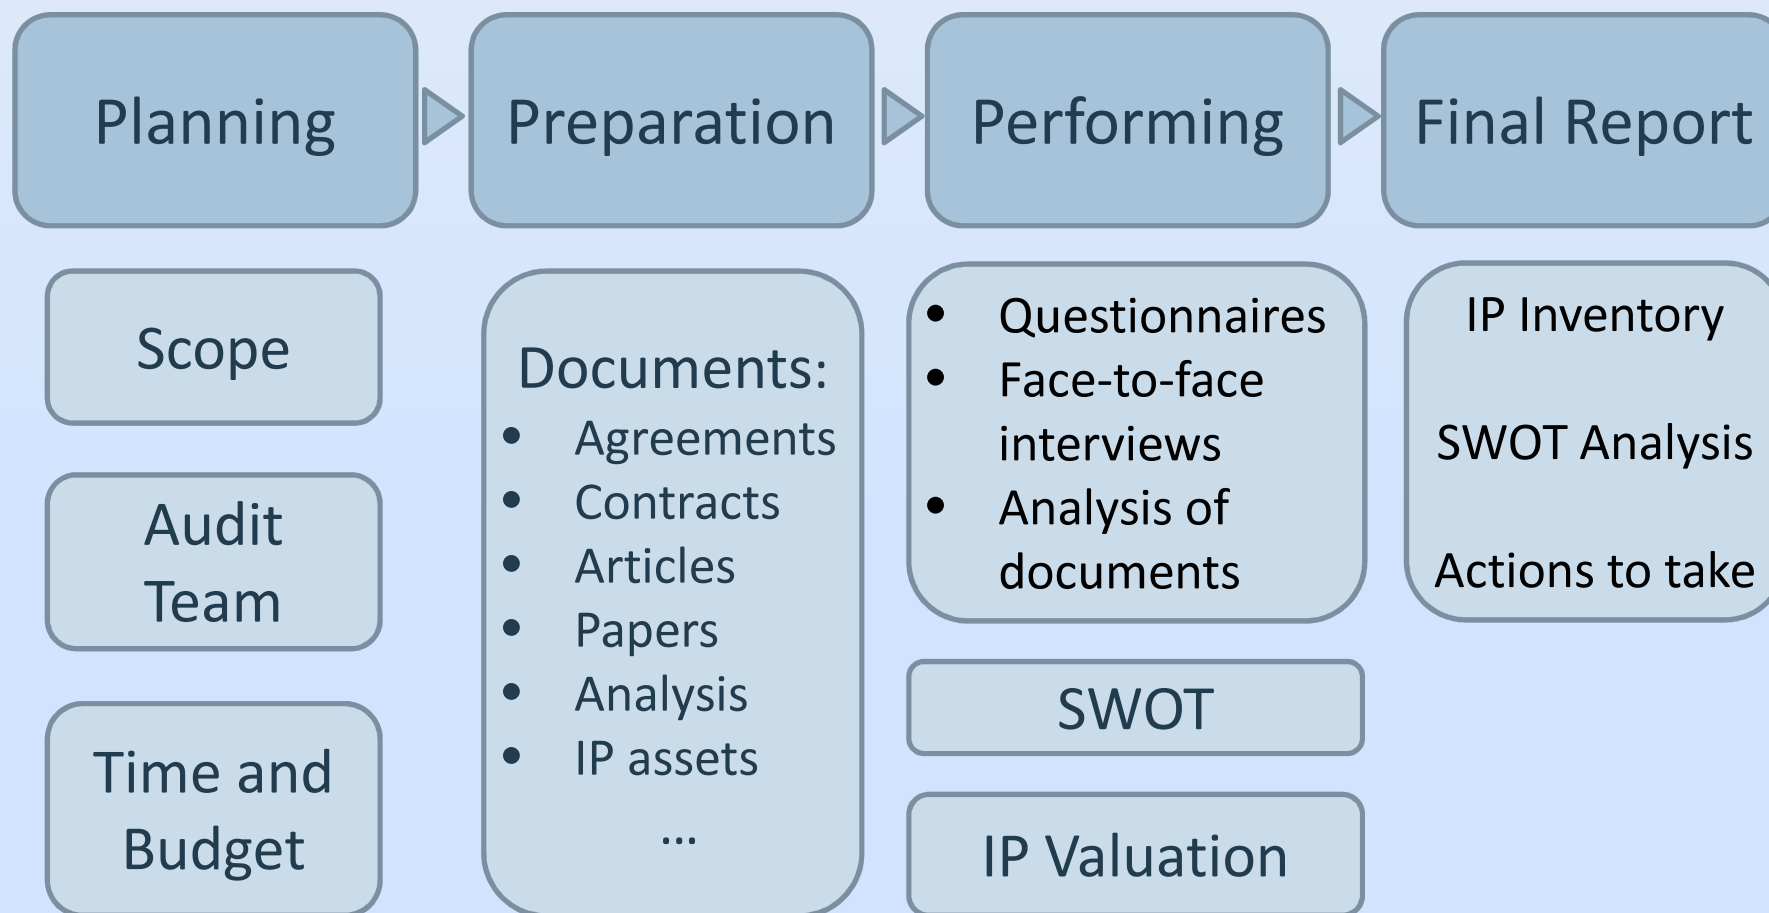 Planning
Preparation
Performing
Final Report
Scope
Audit
Team
Time and
Budget
Documents:
• Agreements
• Contracts
• Articles
• Papers
• Analysis
• IP assets
...
• Questionnaires
• Face-to-face
interviews
• Analysis of
documents
SWOT
IP Valuation
IP Inventory
SWOT Analysis
Actions to take